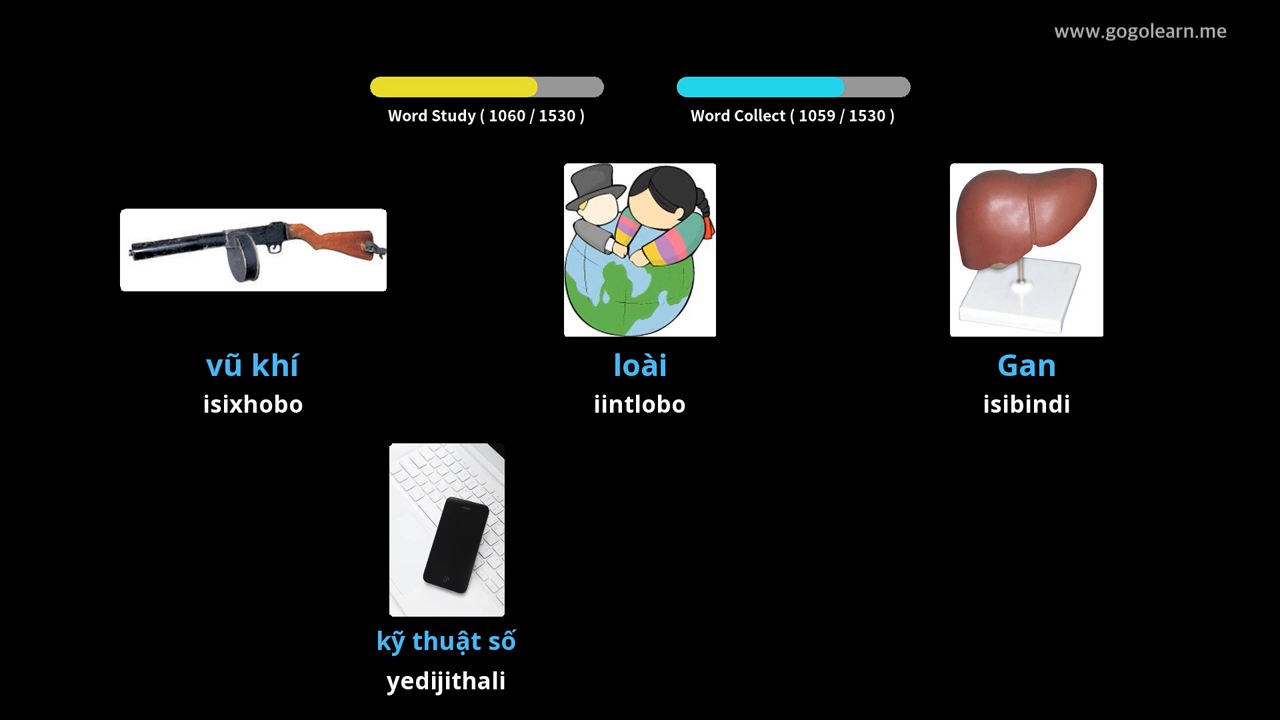 www.gogolearn.me
Word Study ( 1060 / 1530 )
Word Collect ( 1059 / 1530 )
vũ khí
isixhobo
loài
iintlobo
Gan
isibindi
kỹ thuật số
yedijithali